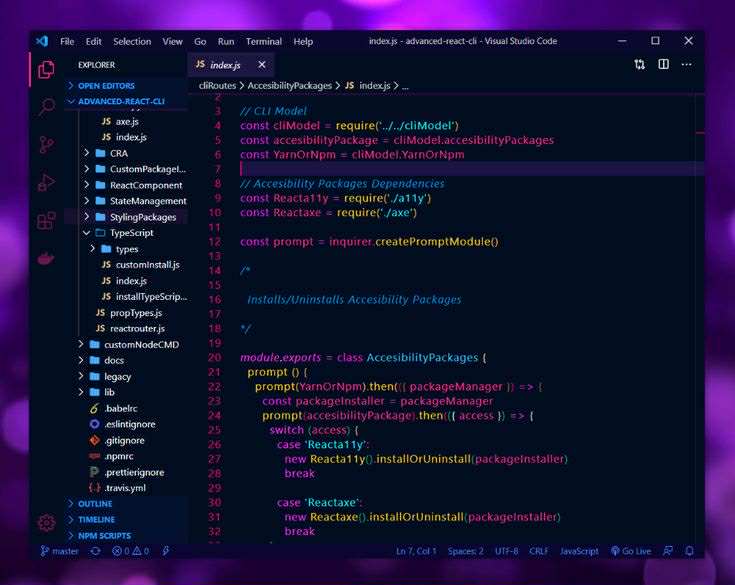 File Edit Selection View Go Run Terminal Help index.js - advanced-react-cli - Visual Studio Code
EXPLORER
JS index.js
OPEN EDITORS
cliRoutes > AccesibilityPackages > JS index.js > ...
ADVANCED-REACT-CLI
JS axe.js
JS index.js
CRA
CustomPackageI...
ReactComponent
StateManagement
StylingPackages
TypeScript
types
JS customInstall.js
JS index.js
JS installTypeScrip...
JS propTypes.js
JS reactrouter.js
customNodeCMD
docs
legacy
lib
.babelrc
.eslintignore
.gitignore
.npmrc
.prettierignore
.travis.yml
OUTLINE
TIMELINE
NPM SCRIPTS
2
3 // CLI Model
4 const cliModel = require('../../cliModel')
5 const accesibilityPackage = cliModel.accesibilityPackages
6 const YarnOrNpm = cliModel.YarnOrNpm
7
8 // Accesibility Packages Dependencies
9 const Reacta11y = require('./a11y')
10 const Reactaxe = require('./axe')
11
12 const prompt = inquirer.createPromptModule()
13
14 /*
15
16 Installs/Uninstalls Accesibility Packages
17
18 */
19
20 module.exports = class AccesibilityPackages {
21 prompt () {
22 prompt(YarnOrNpm).then(({ packageManager }) => {
23 const packageInstaller = packageManager
24 prompt(accesibilityPackage).then(({ access }) => {
25 switch (access) {
26 case 'Reacta11y':
27 new Reacta11y().installOrUninstall(packageInstaller)
28 break
29
30 case 'Reactaxe':
31 new Reactaxe().installOrUninstall(packageInstaller)
32 break
master 0 0 Ln 7, Col 1 Spaces: 2 UTF-8 CRLF JavaScript Go Live